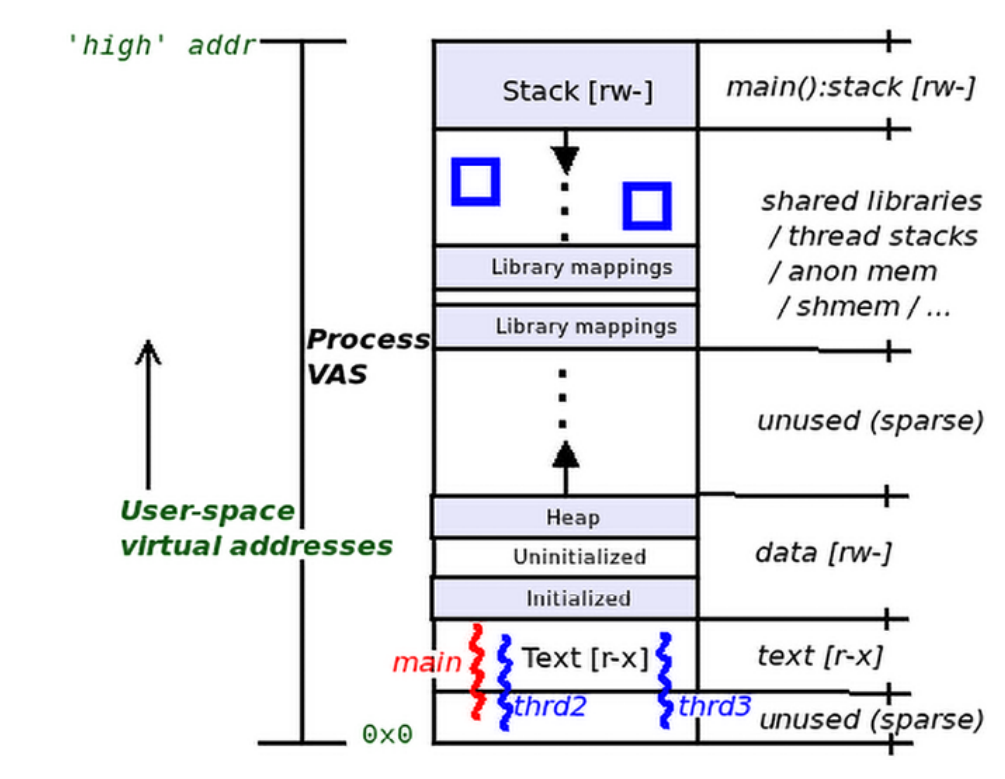 'high' addr
Stack [rw-]
main():stack [rw-]
shared libraries
/ thread stacks
/ anon mem
/ shmem / ...
Library mappings
Library mappings
Process
VAS
unused (sparse)
User-space
virtual addresses
Heap
Uninitialized
Initialized
data [rw-]
main
Text [r-x]
text [r-x]
thrd2
thrd3
unused (sparse)
0x0